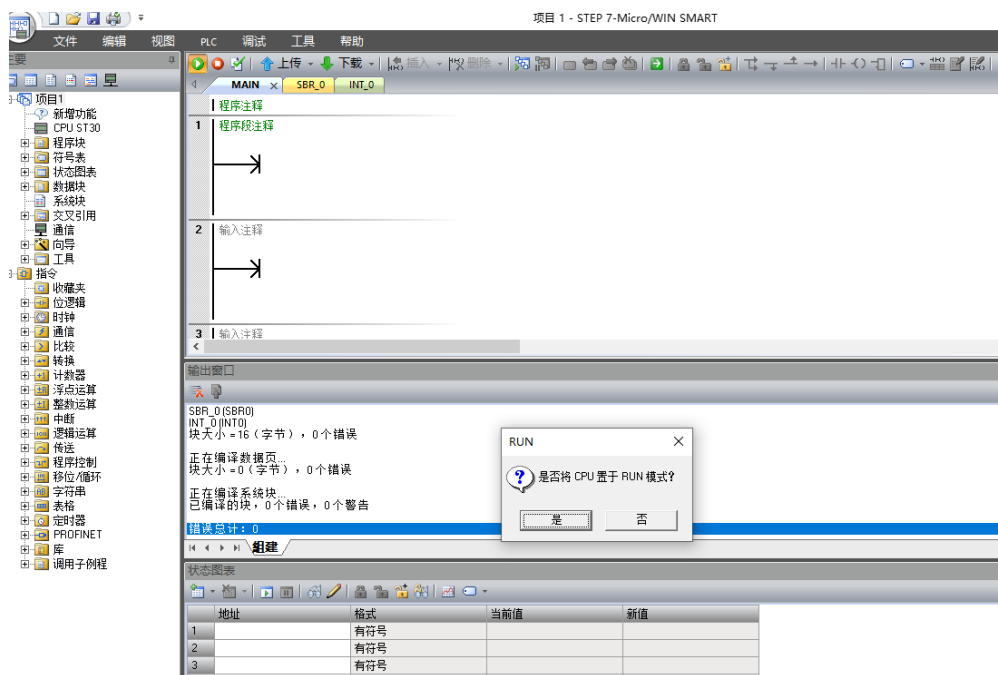 项目 1 - STEP 7-Micro/WIN SMART
文件 编辑 视图 PLC 调试 工具 帮助
主要
上传 下载 插入 删除
MAIN SBR_0 INT_0
项目1
新增功能
CPU ST30
程序块
符号表
状态图表
数据块
系统块
交叉引用
通信
向导
工具
指令
收藏夹
位逻辑
时钟
通信
比较
转换
计数器
浮点运算
整数运算
中断
逻辑运算
传送
程序控制
移位/循环
字符串
表格
定时器
PROFINET
库
调用子例程
程序注释
1 程序段注释
2 输入注释
3 输入注释
输出窗口
SBR_0 (SBR0)
INT_0 (INT0)
块大小 =16（字节），0个错误
正在编译数据页...
块大小 =0（字节），0个错误
正在编译系统块...
已编译的块，0个错误，0个警告
错误总计：0
组建
RUN
是否将 CPU 置于 RUN 模式?
是 否
状态图表
地址 格式 当前值 新值
1 有符号
2 有符号
3 有符号